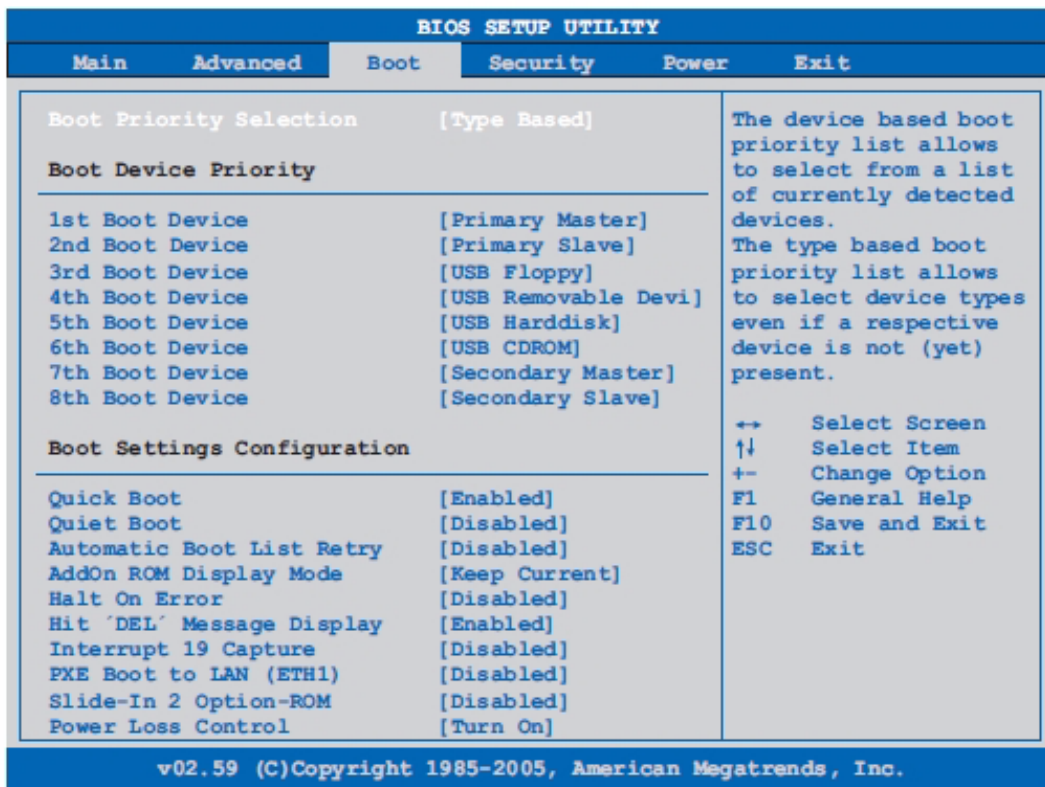 BIOS SETUP UTILITY
Main Advanced Boot Security Power Exit
Boot Priority Selection [Type Based]
Boot Device Priority
1st Boot Device [Primary Master]
2nd Boot Device [Primary Slave]
3rd Boot Device [USB Floppy]
4th Boot Device [USB Removable Devi]
5th Boot Device [USB Harddisk]
6th Boot Device [USB CDROM]
7th Boot Device [Secondary Master]
8th Boot Device [Secondary Slave]
Boot Settings Configuration
Quick Boot [Enabled]
Quiet Boot [Disabled]
Automatic Boot List Retry [Disabled]
AddOn ROM Display Mode [Keep Current]
Halt On Error [Disabled]
Hit ´DEL´ Message Display [Enabled]
Interrupt 19 Capture [Disabled]
PXE Boot to LAN (ETH1) [Disabled]
Slide-In 2 Option-ROM [Disabled]
Power Loss Control [Turn On]
The device based boot
priority list allows
to select from a list
of currently detected
devices.
The type based boot
priority list allows
to select device types
even if a respective
device is not (yet)
present.
↔ Select Screen
↑↓ Select Item
+- Change Option
F1 General Help
F10 Save and Exit
ESC Exit
v02.59 (C)Copyright 1985-2005, American Megatrends, Inc.